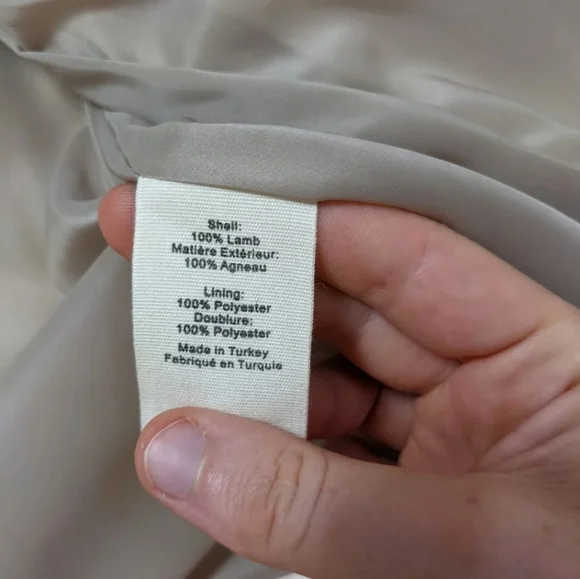 Shell:
100% Lamb
Matière Extérieur:
100% Agneau
Lining:
100% Polyester
Doublure:
100% Polyester
Made in Turkey
Fabriqué en Turquie